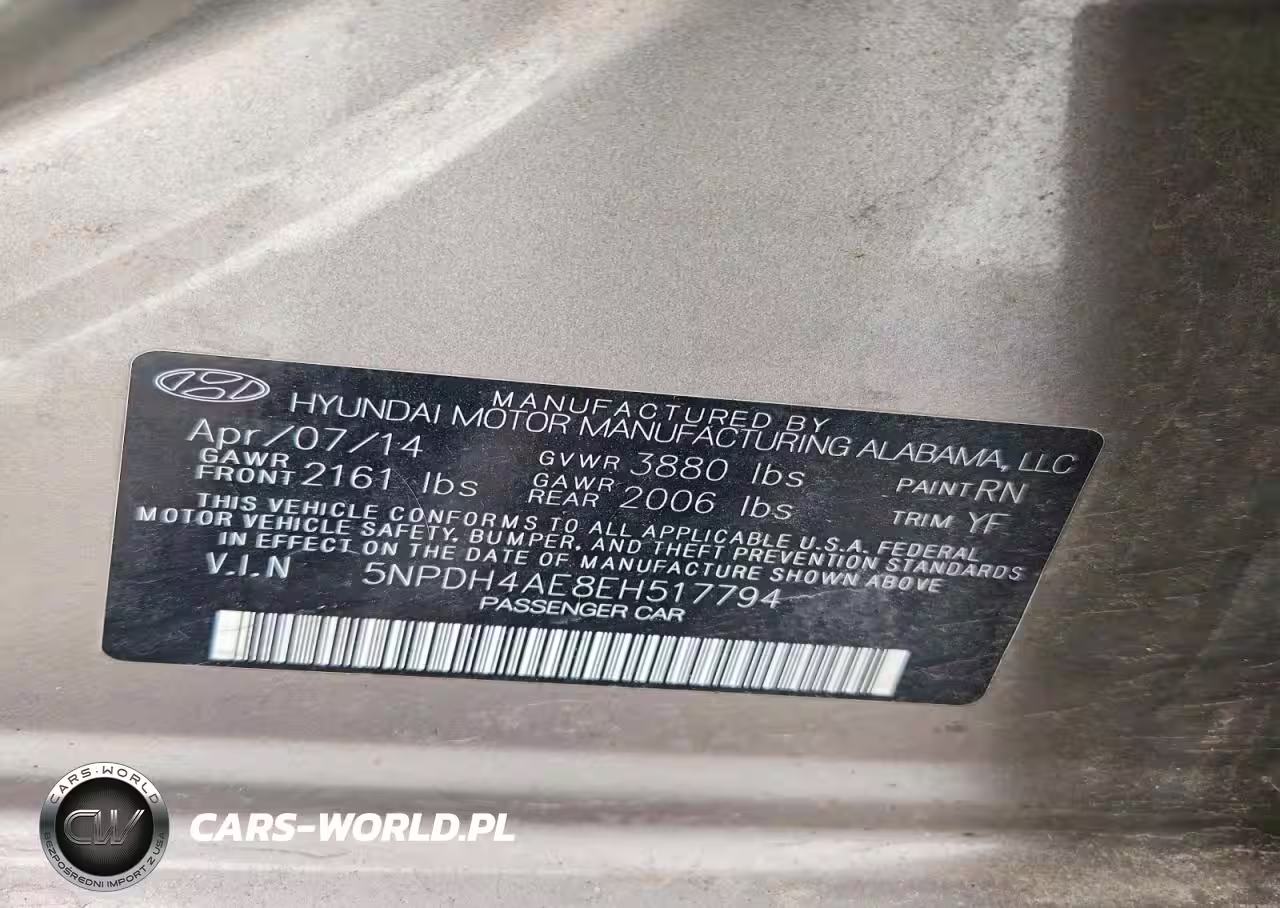 MANUFACTURED BY
HYUNDAI MOTOR MANUFACTURING ALABAMA, LLC
Apr/07/14 GVWR 3880 lbs PAINT RN
GAWR FRONT 2161 lbs GAWR REAR 2006 lbs TRIM YF
THIS VEHICLE CONFORMS TO ALL APPLICABLE U.S.A. FEDERAL
MOTOR VEHICLE SAFETY, BUMPER, AND THEFT PREVENTION STANDARDS
IN EFFECT ON THE DATE OF MANUFACTURE SHOWN ABOVE
V.I.N 5NPDH4AE8EH517794
PASSENGER CAR
CARS-WORLD
CW
BEZPOŚREDNI IMPORT Z USA
CARS-WORLD.PL